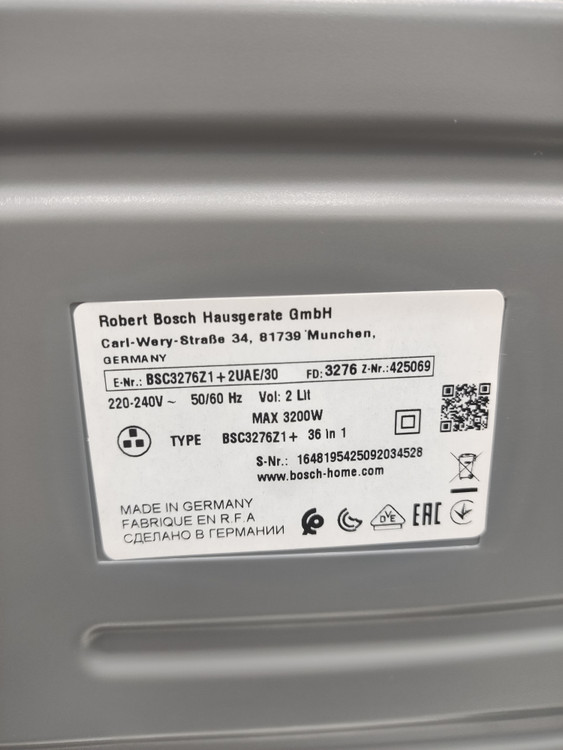 Robert Bosch Hausgerate GmbH
Carl-Wery-Straße 34, 81739 Munchen,
GERMANY
E-Nr.: BSC3276Z1+2UAE/30 FD: 3276 Z-Nr.:425069
220-240V ~ 50/60 Hz Vol: 2 Lit
MAX 3200W
TYPE BSC3276Z1+ 36 in 1
S-Nr.: 1648195425092034528
www.bosch-home.com
MADE IN GERMANY
FABRIQUE EN R.F.A
СДЕЛАНО В ГЕРМАНИИ
DVE EAC